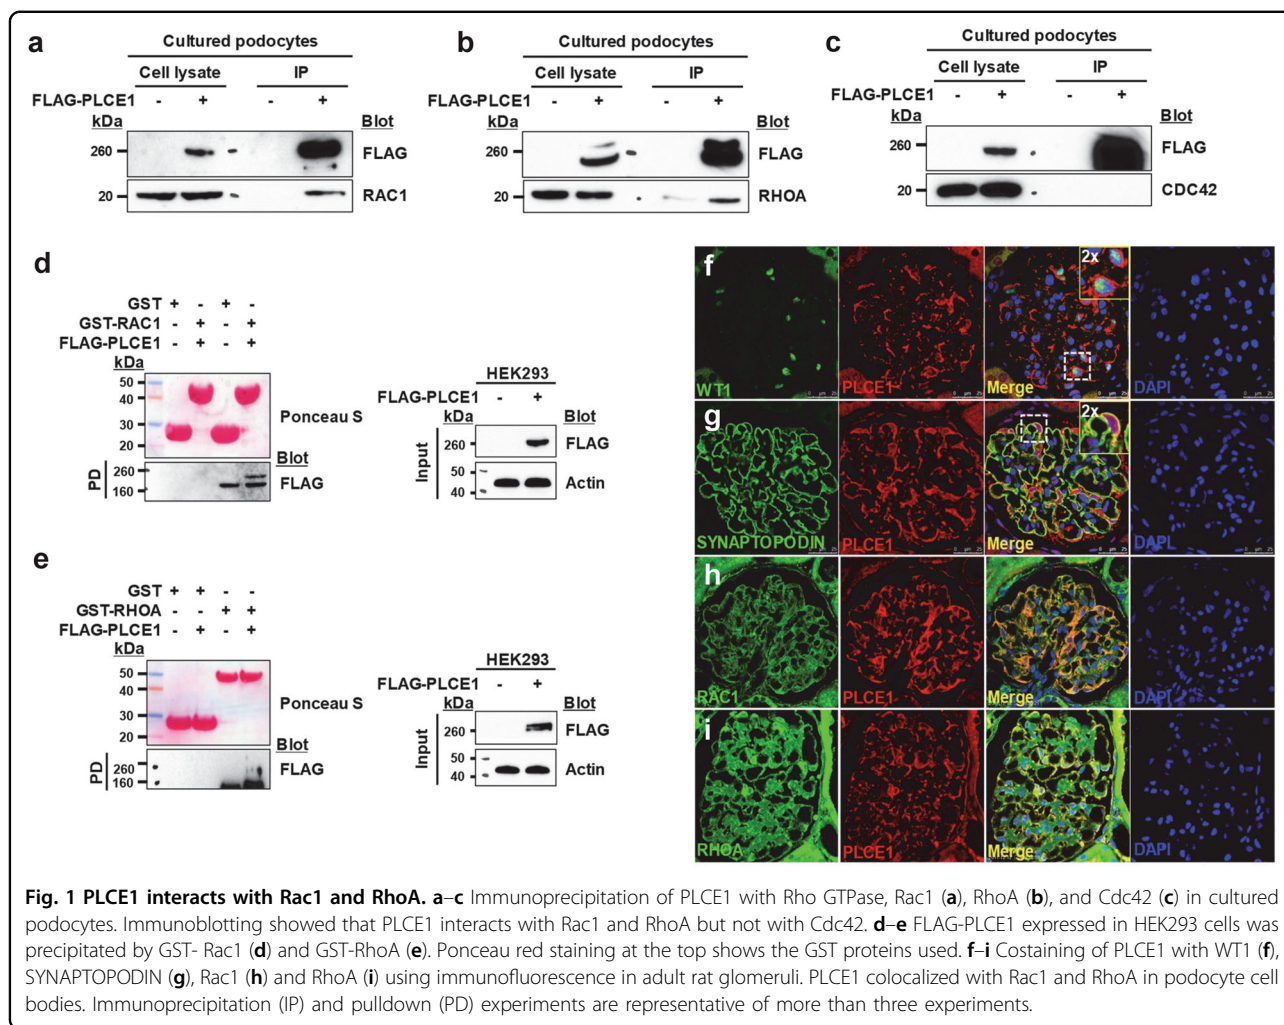 a
Cultured podocytes
Cell lysate IP
FLAG-PLCE1 - + - +
kDa Blot
260 FLAG
20 RAC1
b
Cultured podocytes
Cell lysate IP
FLAG-PLCE1 - + - +
kDa Blot
260 FLAG
20 RHOA
c
Cultured podocytes
Cell lysate IP
FLAG-PLCE1 - + - +
kDa Blot
260 FLAG
20 CDC42
d
GST + - + -
GST-RAC1 - + - +
FLAG-PLCE1 - + - +
kDa
50
40
30
20
Ponceau S
Blot
PD
260
160
FLAG
HEK293
FLAG-PLCE1 - +
kDa Blot
Input
260 FLAG
50
40
Actin
e
GST + + - -
GST-RHOA - - + +
FLAG-PLCE1 - + - +
kDa
50
40
30
20
Ponceau S
Blot
PD
260
160
FLAG
HEK293
FLAG-PLCE1 - +
kDa Blot
Input
260 FLAG
50
40
Actin
f
WT1 PLCE1 Merge DAPI
2x
0 µm 25
g
SYNAPTOPODIN PLCE1 Merge DAPI
2x
0 µm 25
h
RAC1 PLCE1 Merge DAPI
i
RHOA PLCE1 Merge DAPI
Fig. 1 PLCE1 interacts with Rac1 and RhoA. a–c Immunoprecipitation of PLCE1 with Rho GTPase, Rac1 (a), RhoA (b), and Cdc42 (c) in cultured
podocytes. Immunoblotting showed that PLCE1 interacts with Rac1 and RhoA but not with Cdc42. d–e FLAG-PLCE1 expressed in HEK293 cells was
precipitated by GST- Rac1 (d) and GST-RhoA (e). Ponceau red staining at the top shows the GST proteins used. f–i Costaining of PLCE1 with WT1 (f),
SYNAPTOPODIN (g), Rac1 (h) and RhoA (i) using immunofluorescence in adult rat glomeruli. PLCE1 colocalized with Rac1 and RhoA in podocyte cell
bodies. Immunoprecipitation (IP) and pulldown (PD) experiments are representative of more than three experiments.